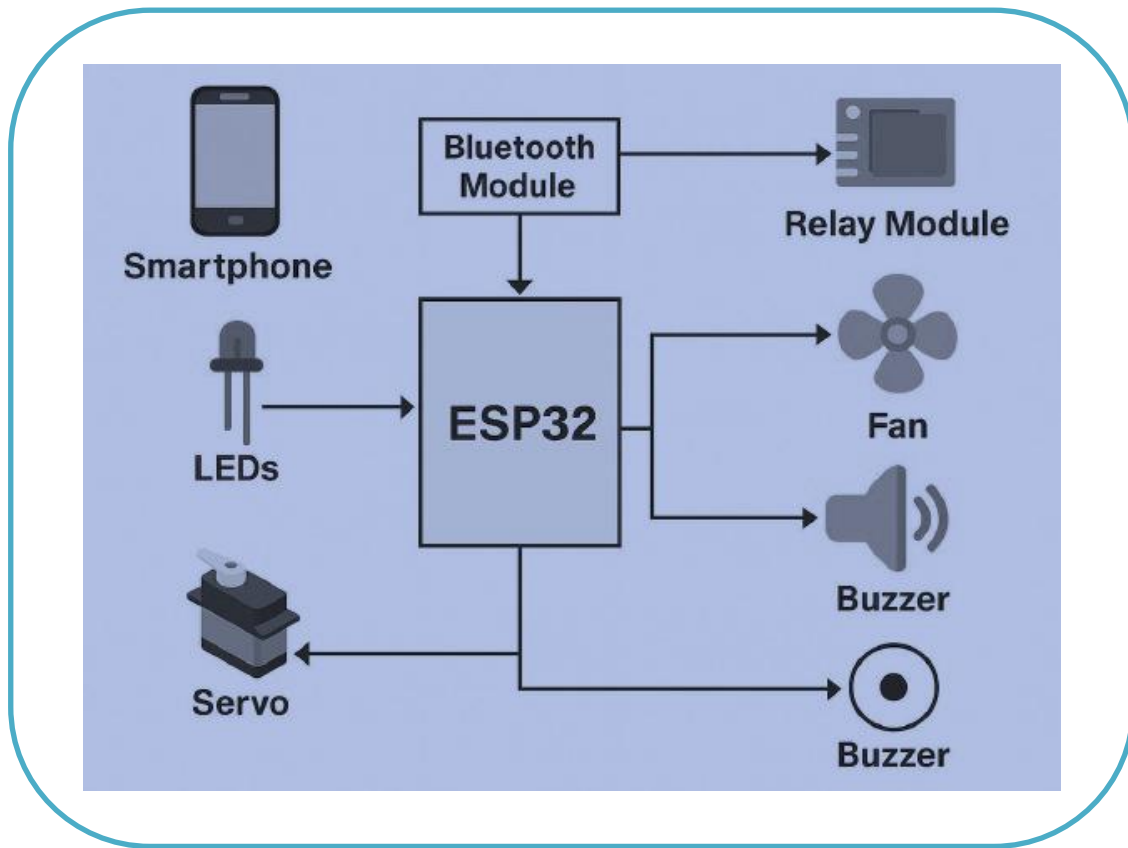 Smartphone
Bluetooth
Module
Relay Module
LEDs
ESP32
Fan
Buzzer
Servo
Buzzer